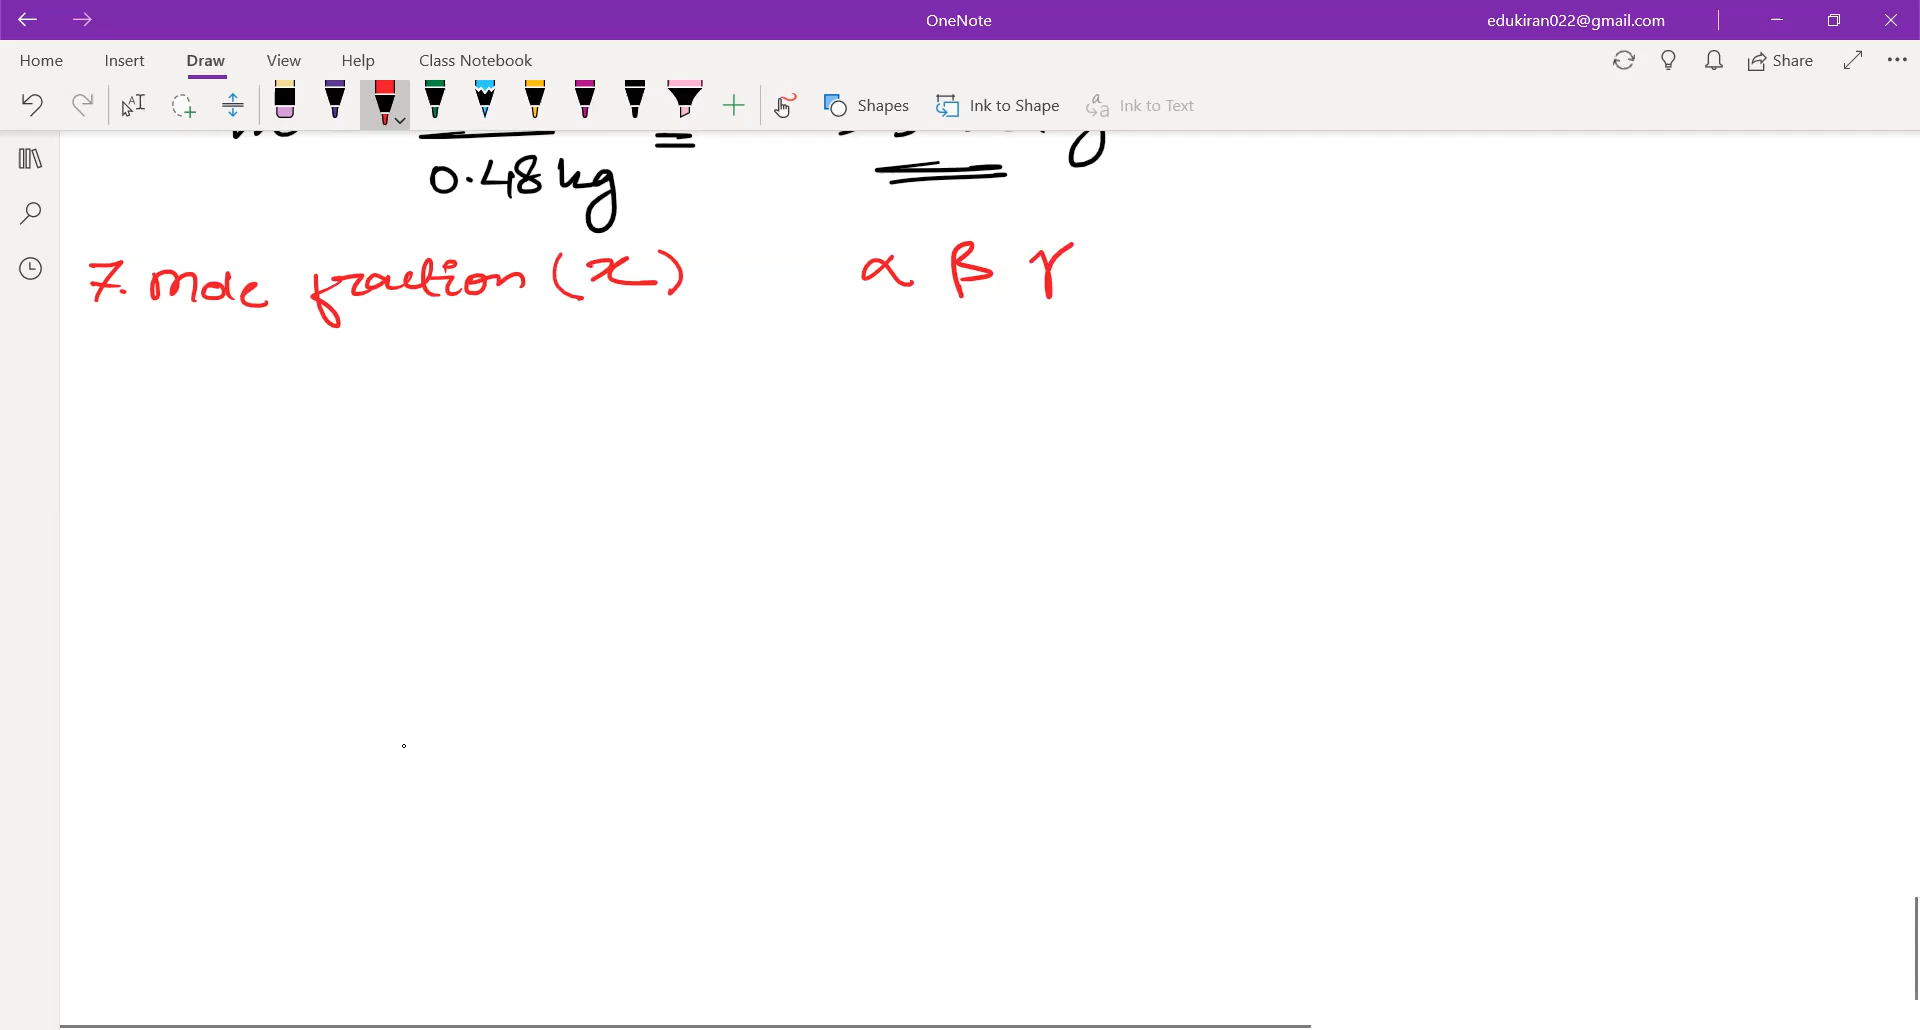 OneNote
edukiran022@gmail.com
Home Insert Draw View Help Class Notebook
Share
Shapes Ink to Shape Ink to Text
=
0.48 kg
7. Mole fraction (x) α β γ